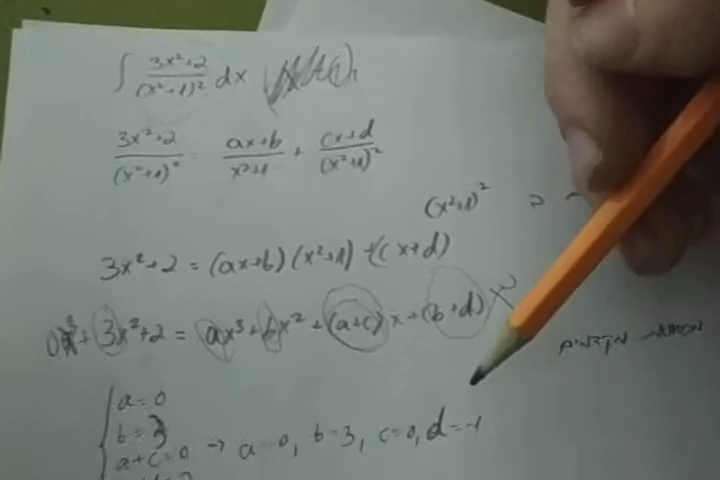 ∫ (3x²+2)/(x²+1)² dx
(3x²+2)/(x²+1)² = (ax+b)/(x²+1) + (cx+d)/(x²+1)²
(x²+1)² =
3x²+2 = (ax+b)(x²+1) + (cx+d)
3x²+2 = ax³+bx²+(a+c)x+(b+d)
a=0
b=3
a+c=0 → a=0, b=3, c=0, d=-1